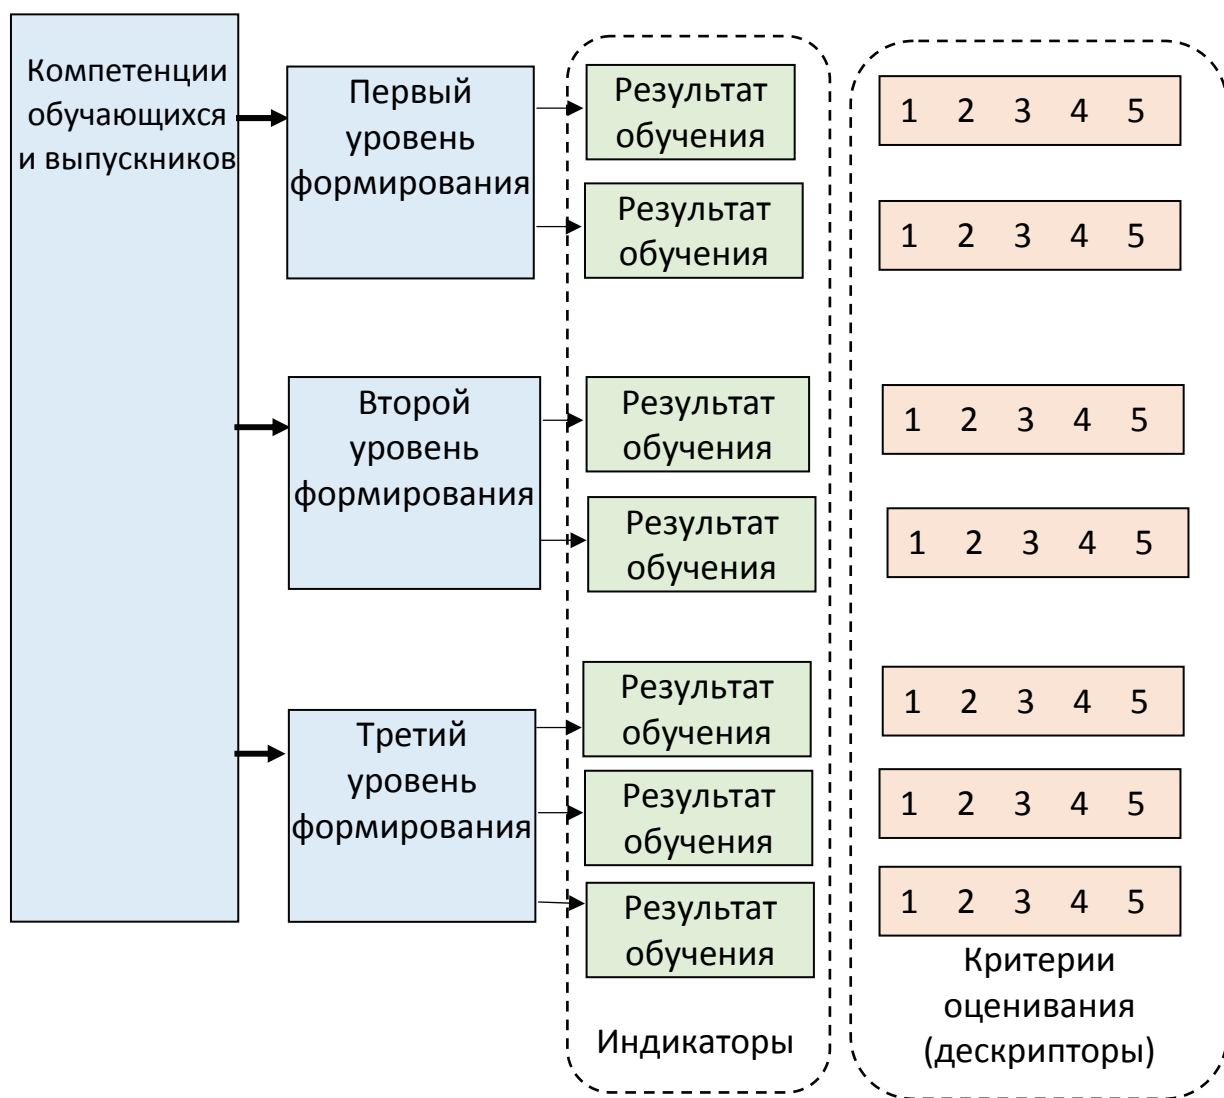 Компетенции
обучающихся
и выпускников
Первый
уровень
формирования
Результат
обучения
1 2 3 4 5
Результат
обучения
1 2 3 4 5
Второй
уровень
формирования
Результат
обучения
1 2 3 4 5
Результат
обучения
1 2 3 4 5
Третий
уровень
формирования
Результат
обучения
1 2 3 4 5
Результат
обучения
1 2 3 4 5
Результат
обучения
1 2 3 4 5
Индикаторы
Критерии
оценивания
(дескрипторы)